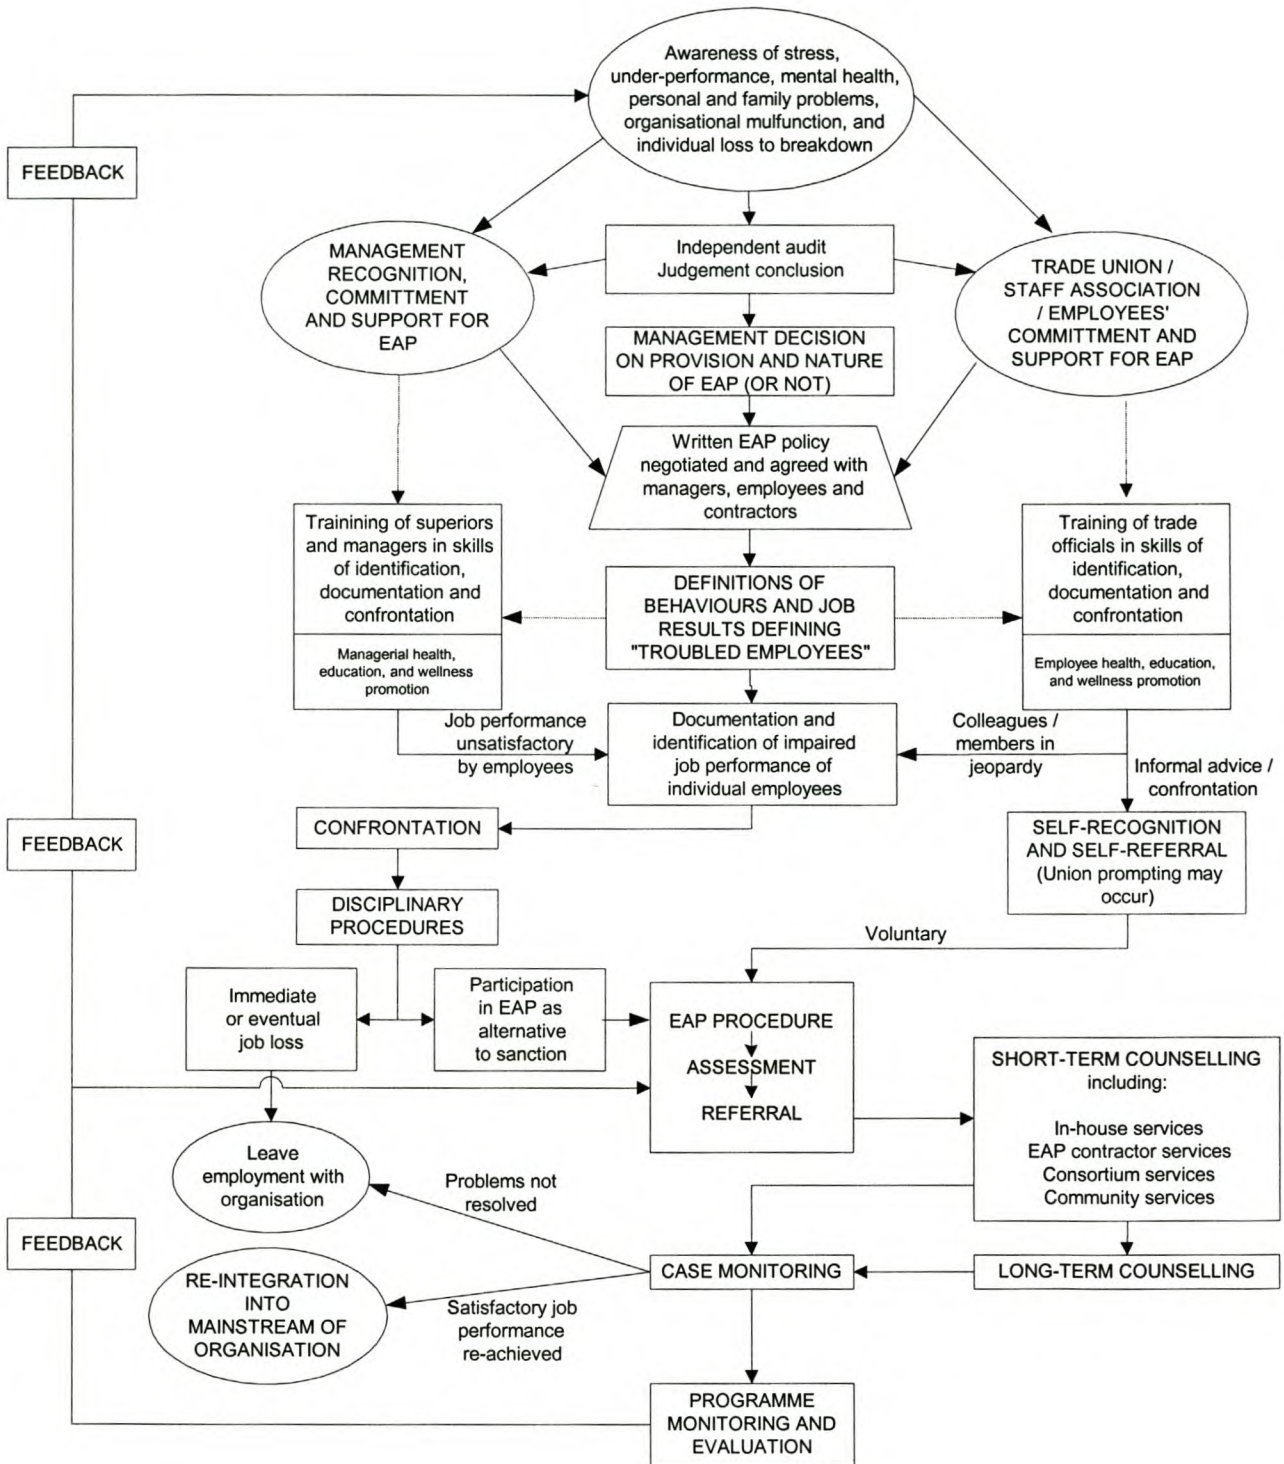 Awareness of stress,
under-performance, mental health,
personal and family problems,
organisational mulfunction, and
individual loss to breakdown
FEEDBACK
MANAGEMENT
RECOGNITION,
COMMITTMENT
AND SUPPORT FOR
EAP
Independent audit
Judgement conclusion
TRADE UNION /
STAFF ASSOCIATION
/ EMPLOYEES'
COMMITTMENT AND
SUPPORT FOR EAP
MANAGEMENT DECISION
ON PROVISION AND NATURE
OF EAP (OR NOT)
Written EAP policy
negotiated and agreed with
managers, employees and
contractors
Trainining of superiors
and managers in skills
of identification,
documentation and
confrontation
Managerial health,
education, and wellness
promotion
DEFINITIONS OF
BEHAVIOURS AND JOB
RESULTS DEFINING
"TROUBLED EMPLOYEES"
Training of trade
officials in skills of
identification,
documentation and
confrontation
Employee health, education,
and wellness promotion
Job performance
unsatisfactory
by employees
Documentation and
identification of impaired
job performance of
individual employees
Colleagues /
members in
jeopardy
Informal advice /
confrontation
CONFRONTATION
FEEDBACK
SELF-RECOGNITION
AND SELF-REFERRAL
(Union prompting may
occur)
DISCIPLINARY
PROCEDURES
Voluntary
Immediate
or eventual
job loss
Participation
in EAP as
alternative
to sanction
EAP PROCEDURE
ASSESSMENT
REFERRAL
SHORT-TERM COUNSELLING
including:
In-house services
EAP contractor services
Consortium services
Community services
Leave
employment with
organisation
Problems not
resolved
FEEDBACK
CASE MONITORING
LONG-TERM COUNSELLING
RE-INTEGRATION
INTO
MAINSTREAM OF
ORGANISATION
Satisfactory job
performance
re-achieved
PROGRAMME
MONITORING AND
EVALUATION